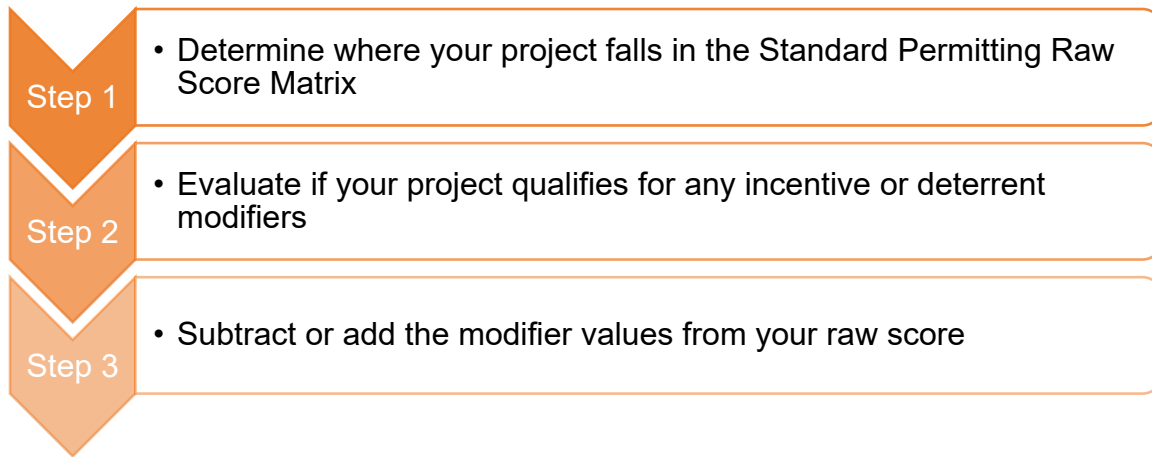 Step 1
• Determine where your project falls in the Standard Permitting Raw
Score Matrix
Step 2
• Evaluate if your project qualifies for any incentive or deterrent
modifiers
Step 3
• Subtract or add the modifier values from your raw score